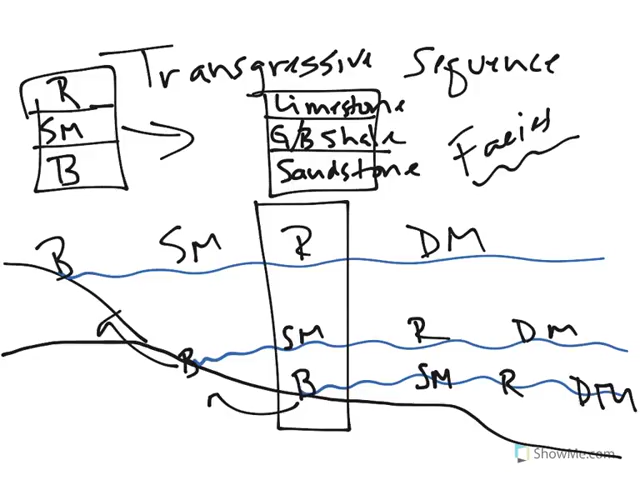 Transgressive Sequence
R
SM
B
Limestone
G/B Shale
Sandstone
Facies
B SM R DM
B SM R DM
B SM R DM
ShowMe.com